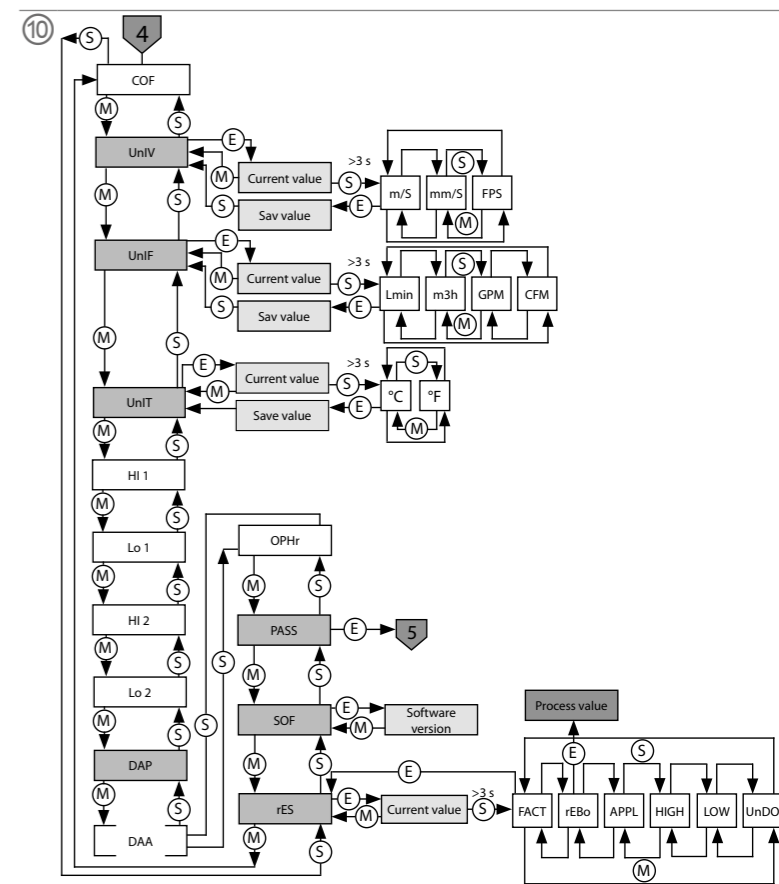 10
S
4
COF
M
S
UnIV
E
M
Current value
>3 s
S
S
Sav value
E
m/S
mm/S
FPS
S
M
M
S
UnIF
E
M
Current value
>3 s
S
S
Sav value
E
Lmin
m3h
GPM
CFM
S
M
M
S
UnIT
E
M
Current value
>3 s
S
Save value
E
°C
°F
S
M
M
S
HI 1
M
S
Lo 1
M
S
HI 2
M
S
Lo 2
M
S
DAP
M
S
DAA
S
S
OPHr
M
S
PASS
E
5
M
S
SOF
E
M
Software
version
M
S
rES
E
E
M
Current value
>3 s
S
M
S
Process value
E
S
FACT
rEBo
APPL
HIGH
LOW
UnDO
M